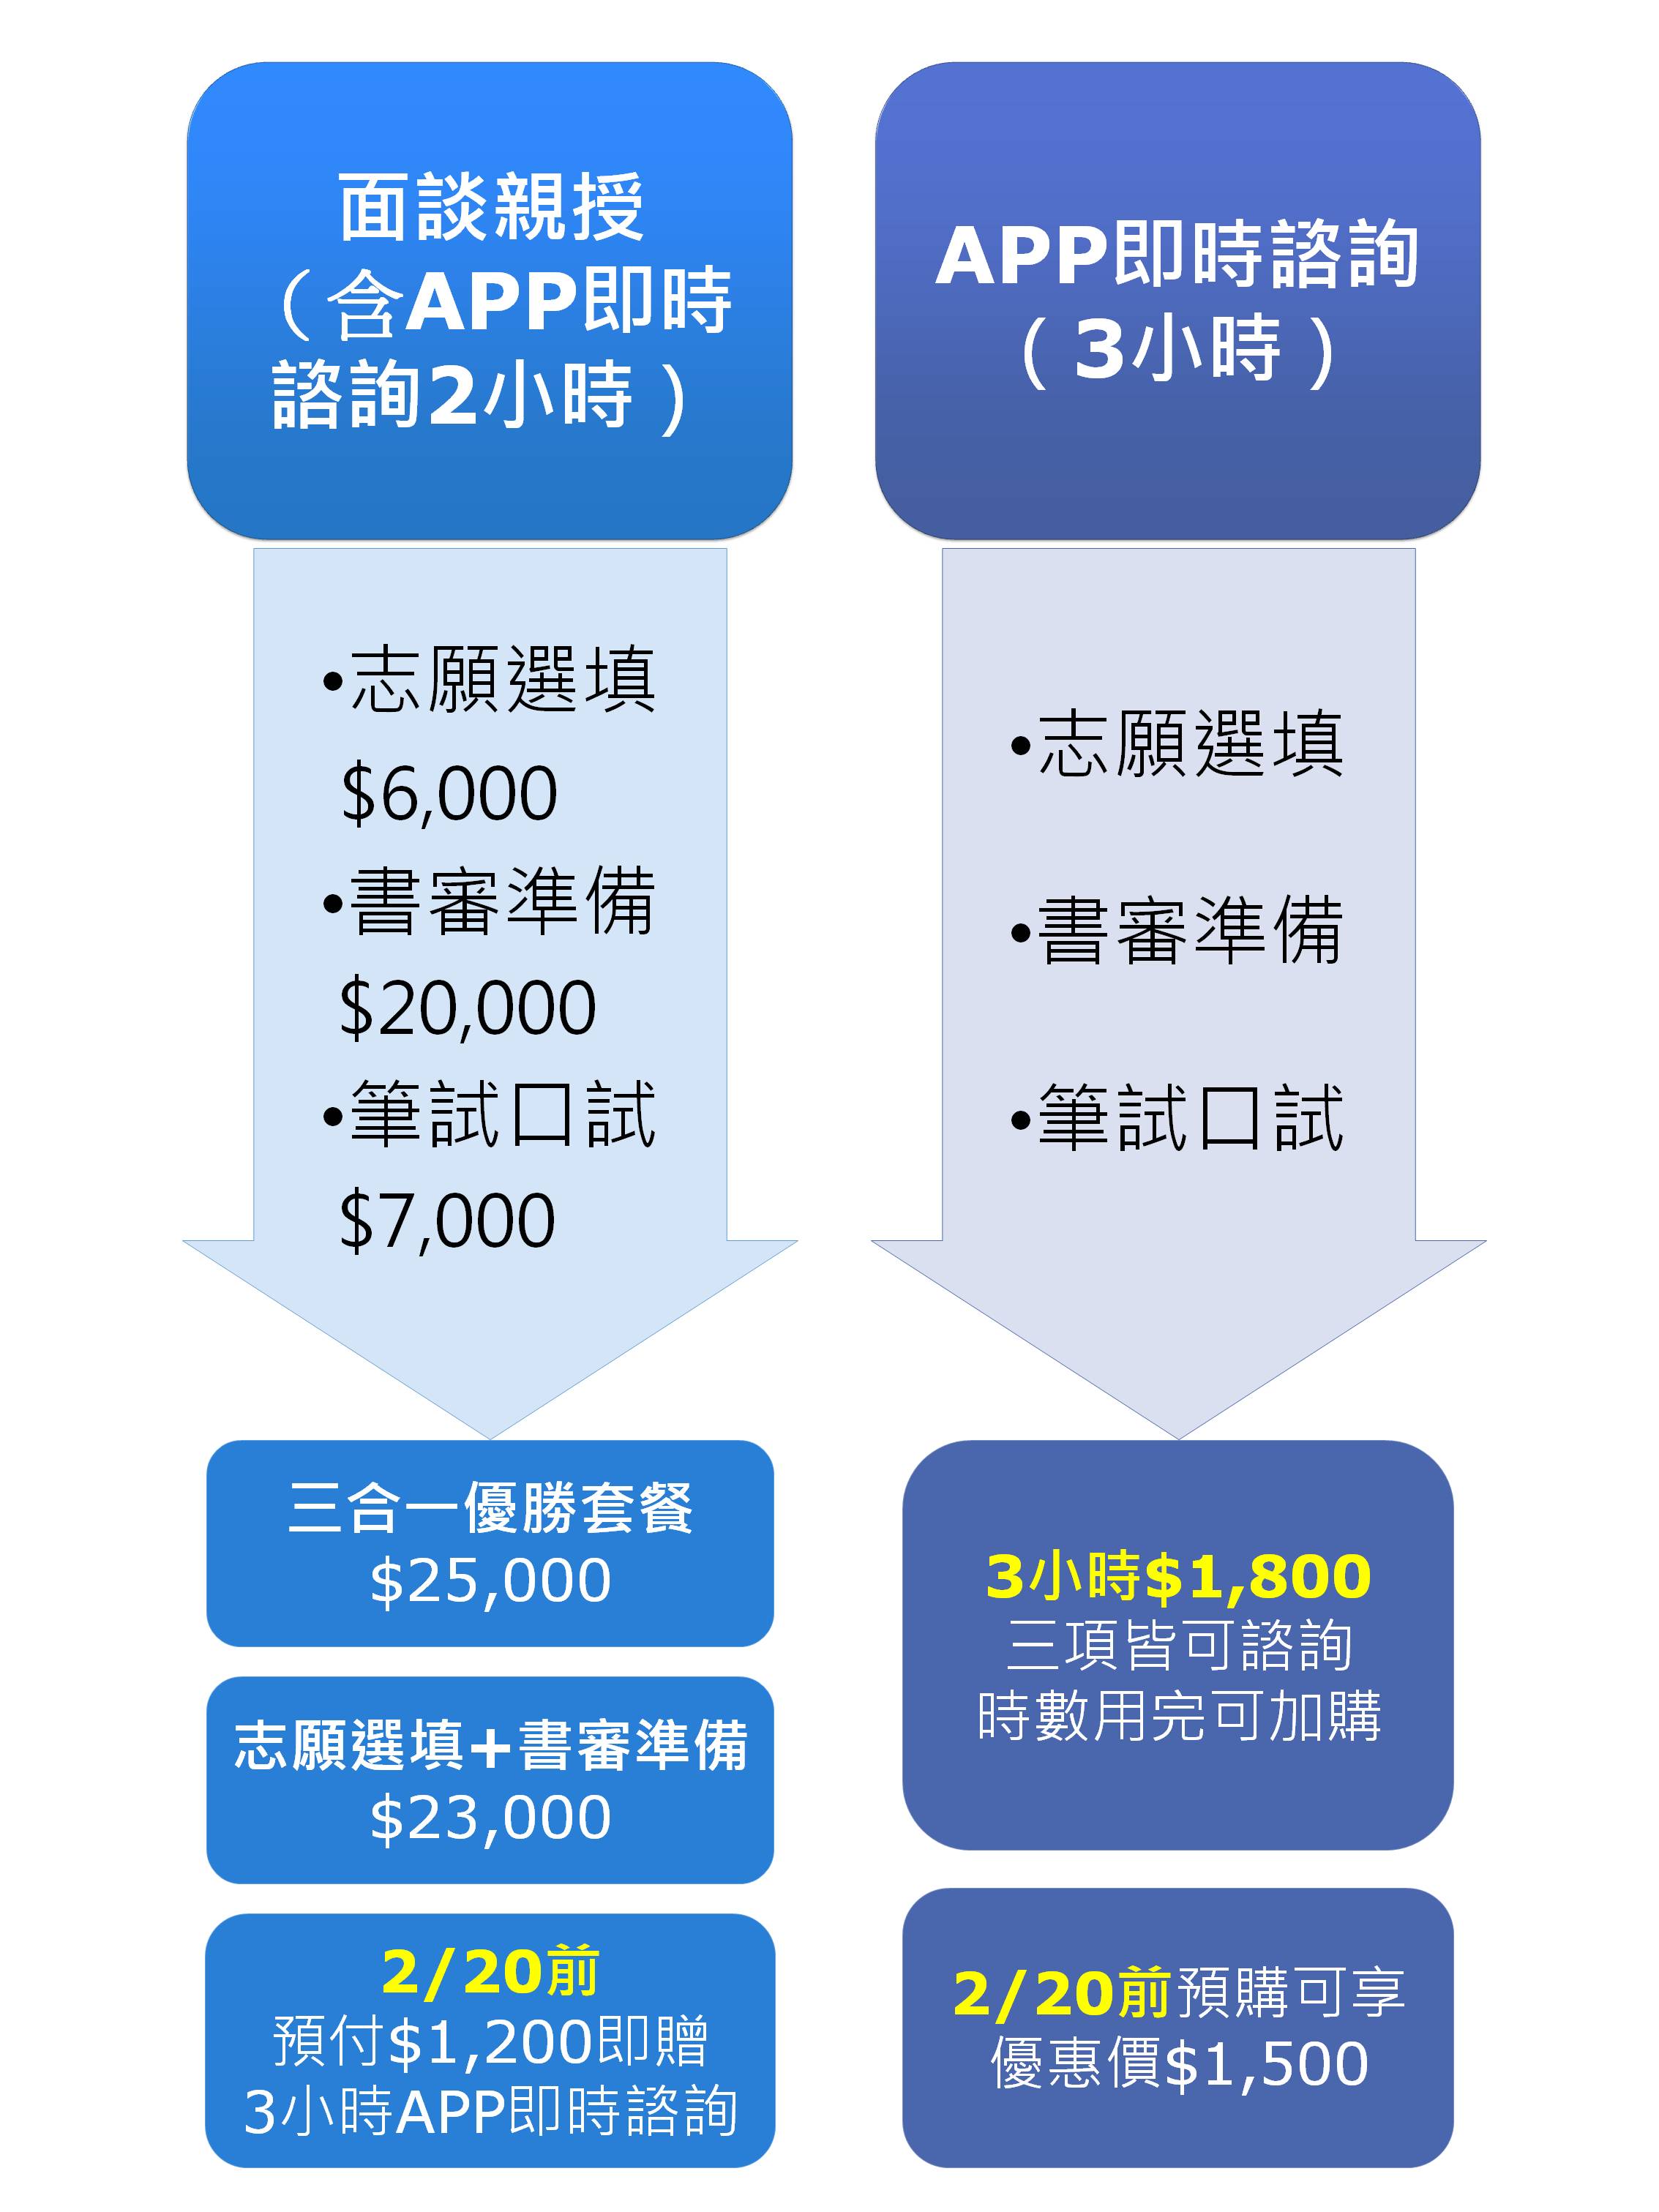 面談親授
（含APP即時
諮詢2小時）
•志願選填
$6,000
•書審準備
$20,000
•筆試口試
$7,000
三合一優勝套餐
$25,000
志願選填+書審準備
$23,000
2/20前
預付$1,200即贈
3小時APP即時諮詢
APP即時諮詢
（3小時）
•志願選填
•書審準備
•筆試口試
3小時$1,800
三項皆可諮詢
時數用完可加購
2/20前預購可享
優惠價$1,500